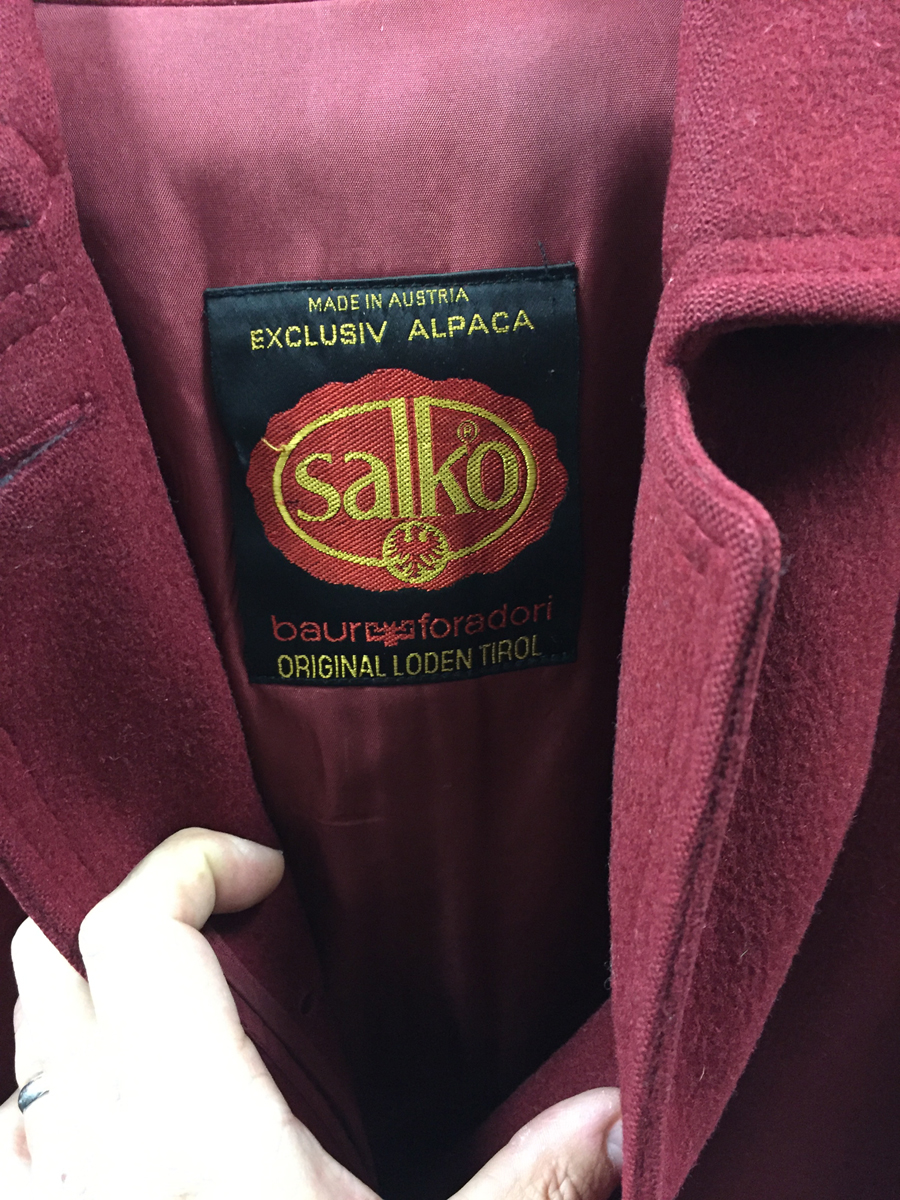 MADE IN AUSTRIA
EXCLUSIV ALPACA
salko ®
baur foradori
ORIGINAL LODEN TIROL